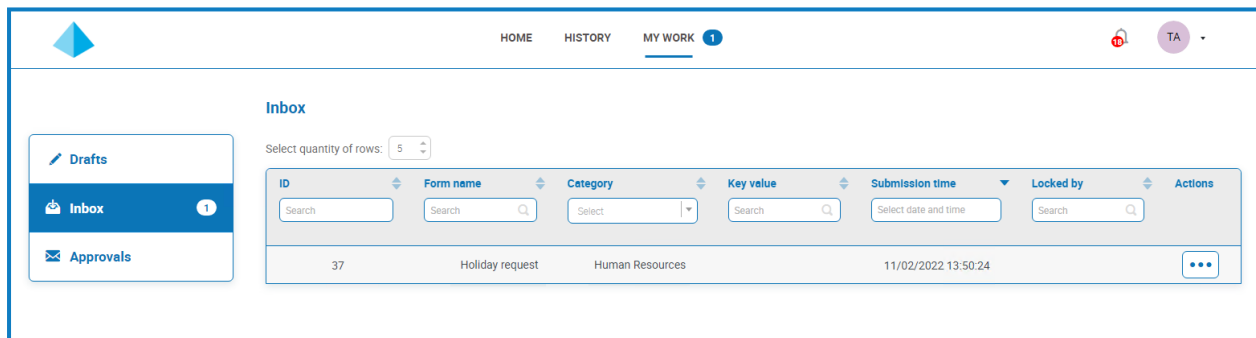 HOME HISTORY MY WORK 1 18 TA
Inbox
Select quantity of rows: 5
Drafts
Inbox 1
Approvals
ID Form name Category Key value Submission time Locked by Actions
Search Search Select Search Select date and time Search
37 Holiday request Human Resources 11/02/2022 13:50:24